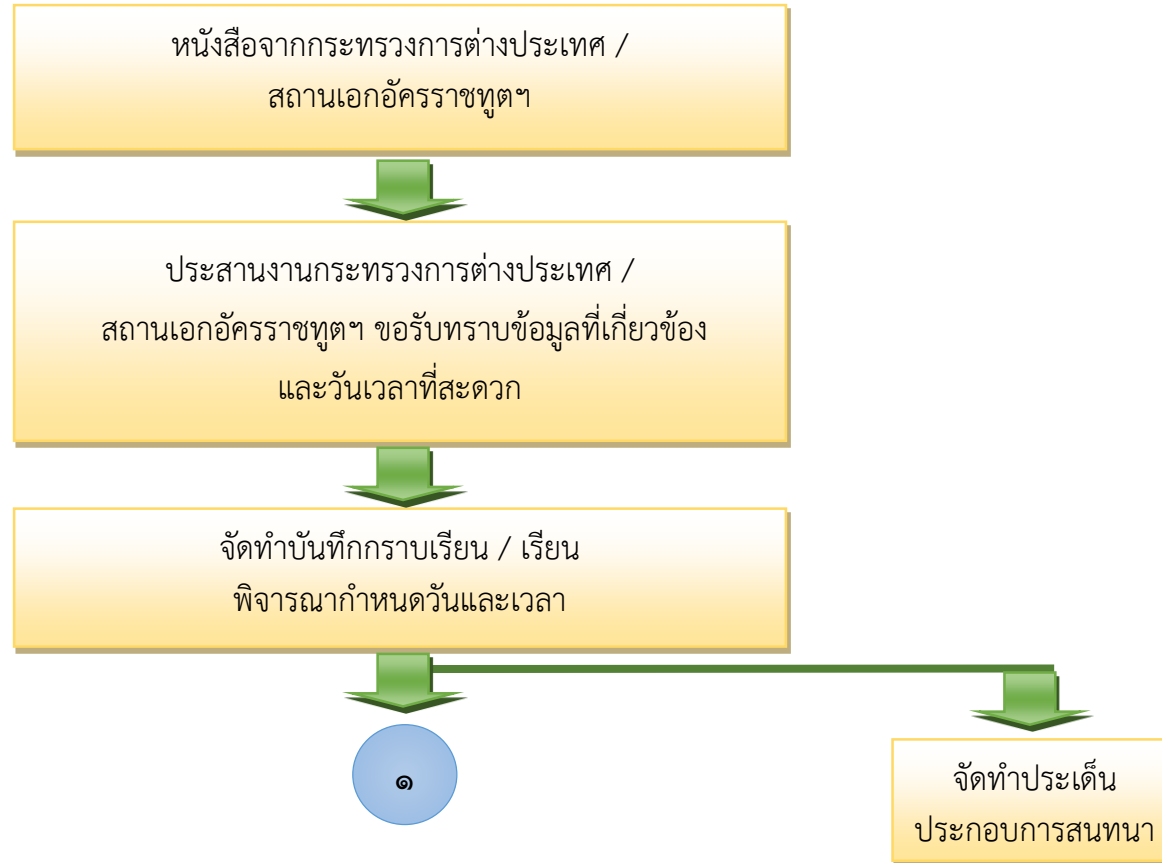 หนังสือจากกระทรวงการต่างประเทศ /
สถานเอกอัครราชทูตฯ
ประสานงานกระทรวงการต่างประเทศ /
สถานเอกอัครราชทูตฯ ขอรับทราบข้อมูลที่เกี่ยวข้อง
และวันเวลาที่สะดวก
จัดทำบันทึกกราบเรียน / เรียน
พิจารณากำหนดวันและเวลา
๑
จัดทำประเด็น
ประกอบการสนทนา